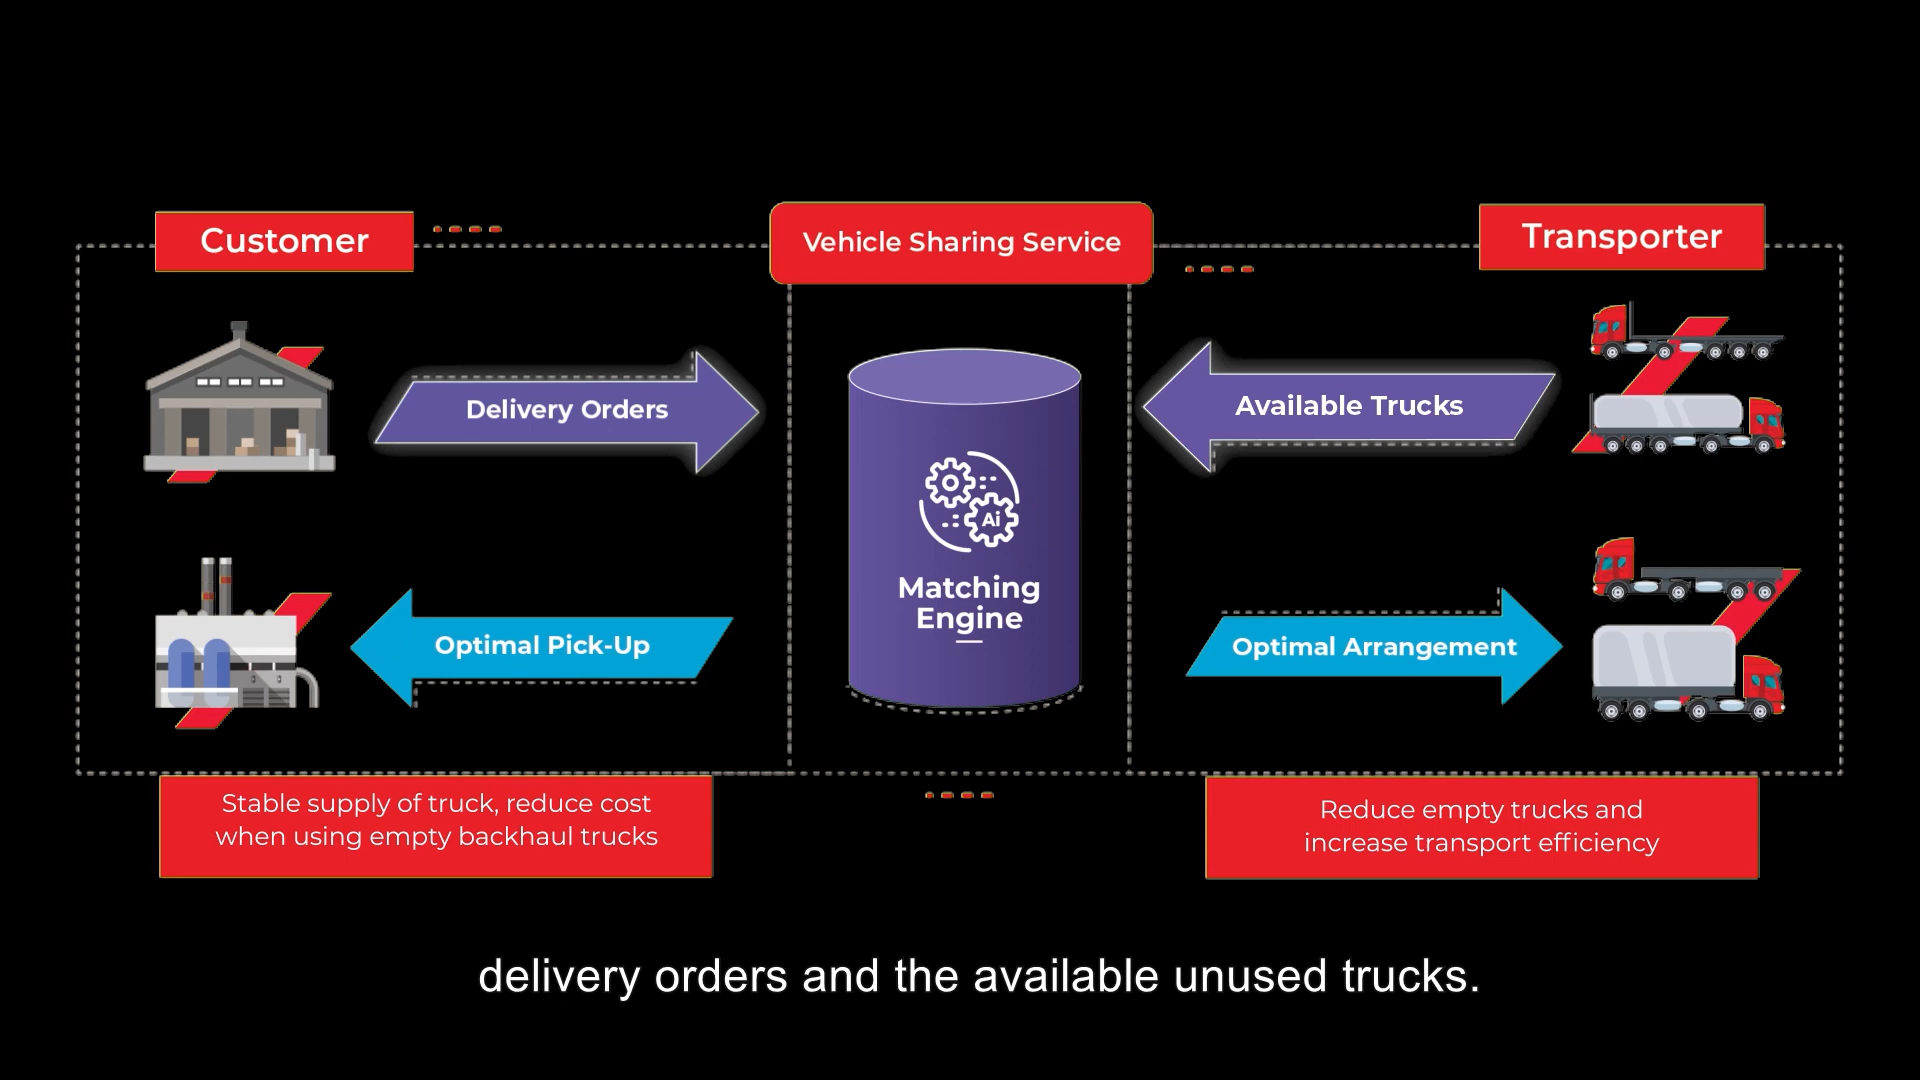 Customer
Vehicle Sharing Service
Transporter
Delivery Orders
Available Trucks
Ai
Matching
Engine
Optimal Pick-Up
Optimal Arrangement
Stable supply of truck, reduce cost
when using empty backhaul trucks
Reduce empty trucks and
increase transport efficiency
delivery orders and the available unused trucks.